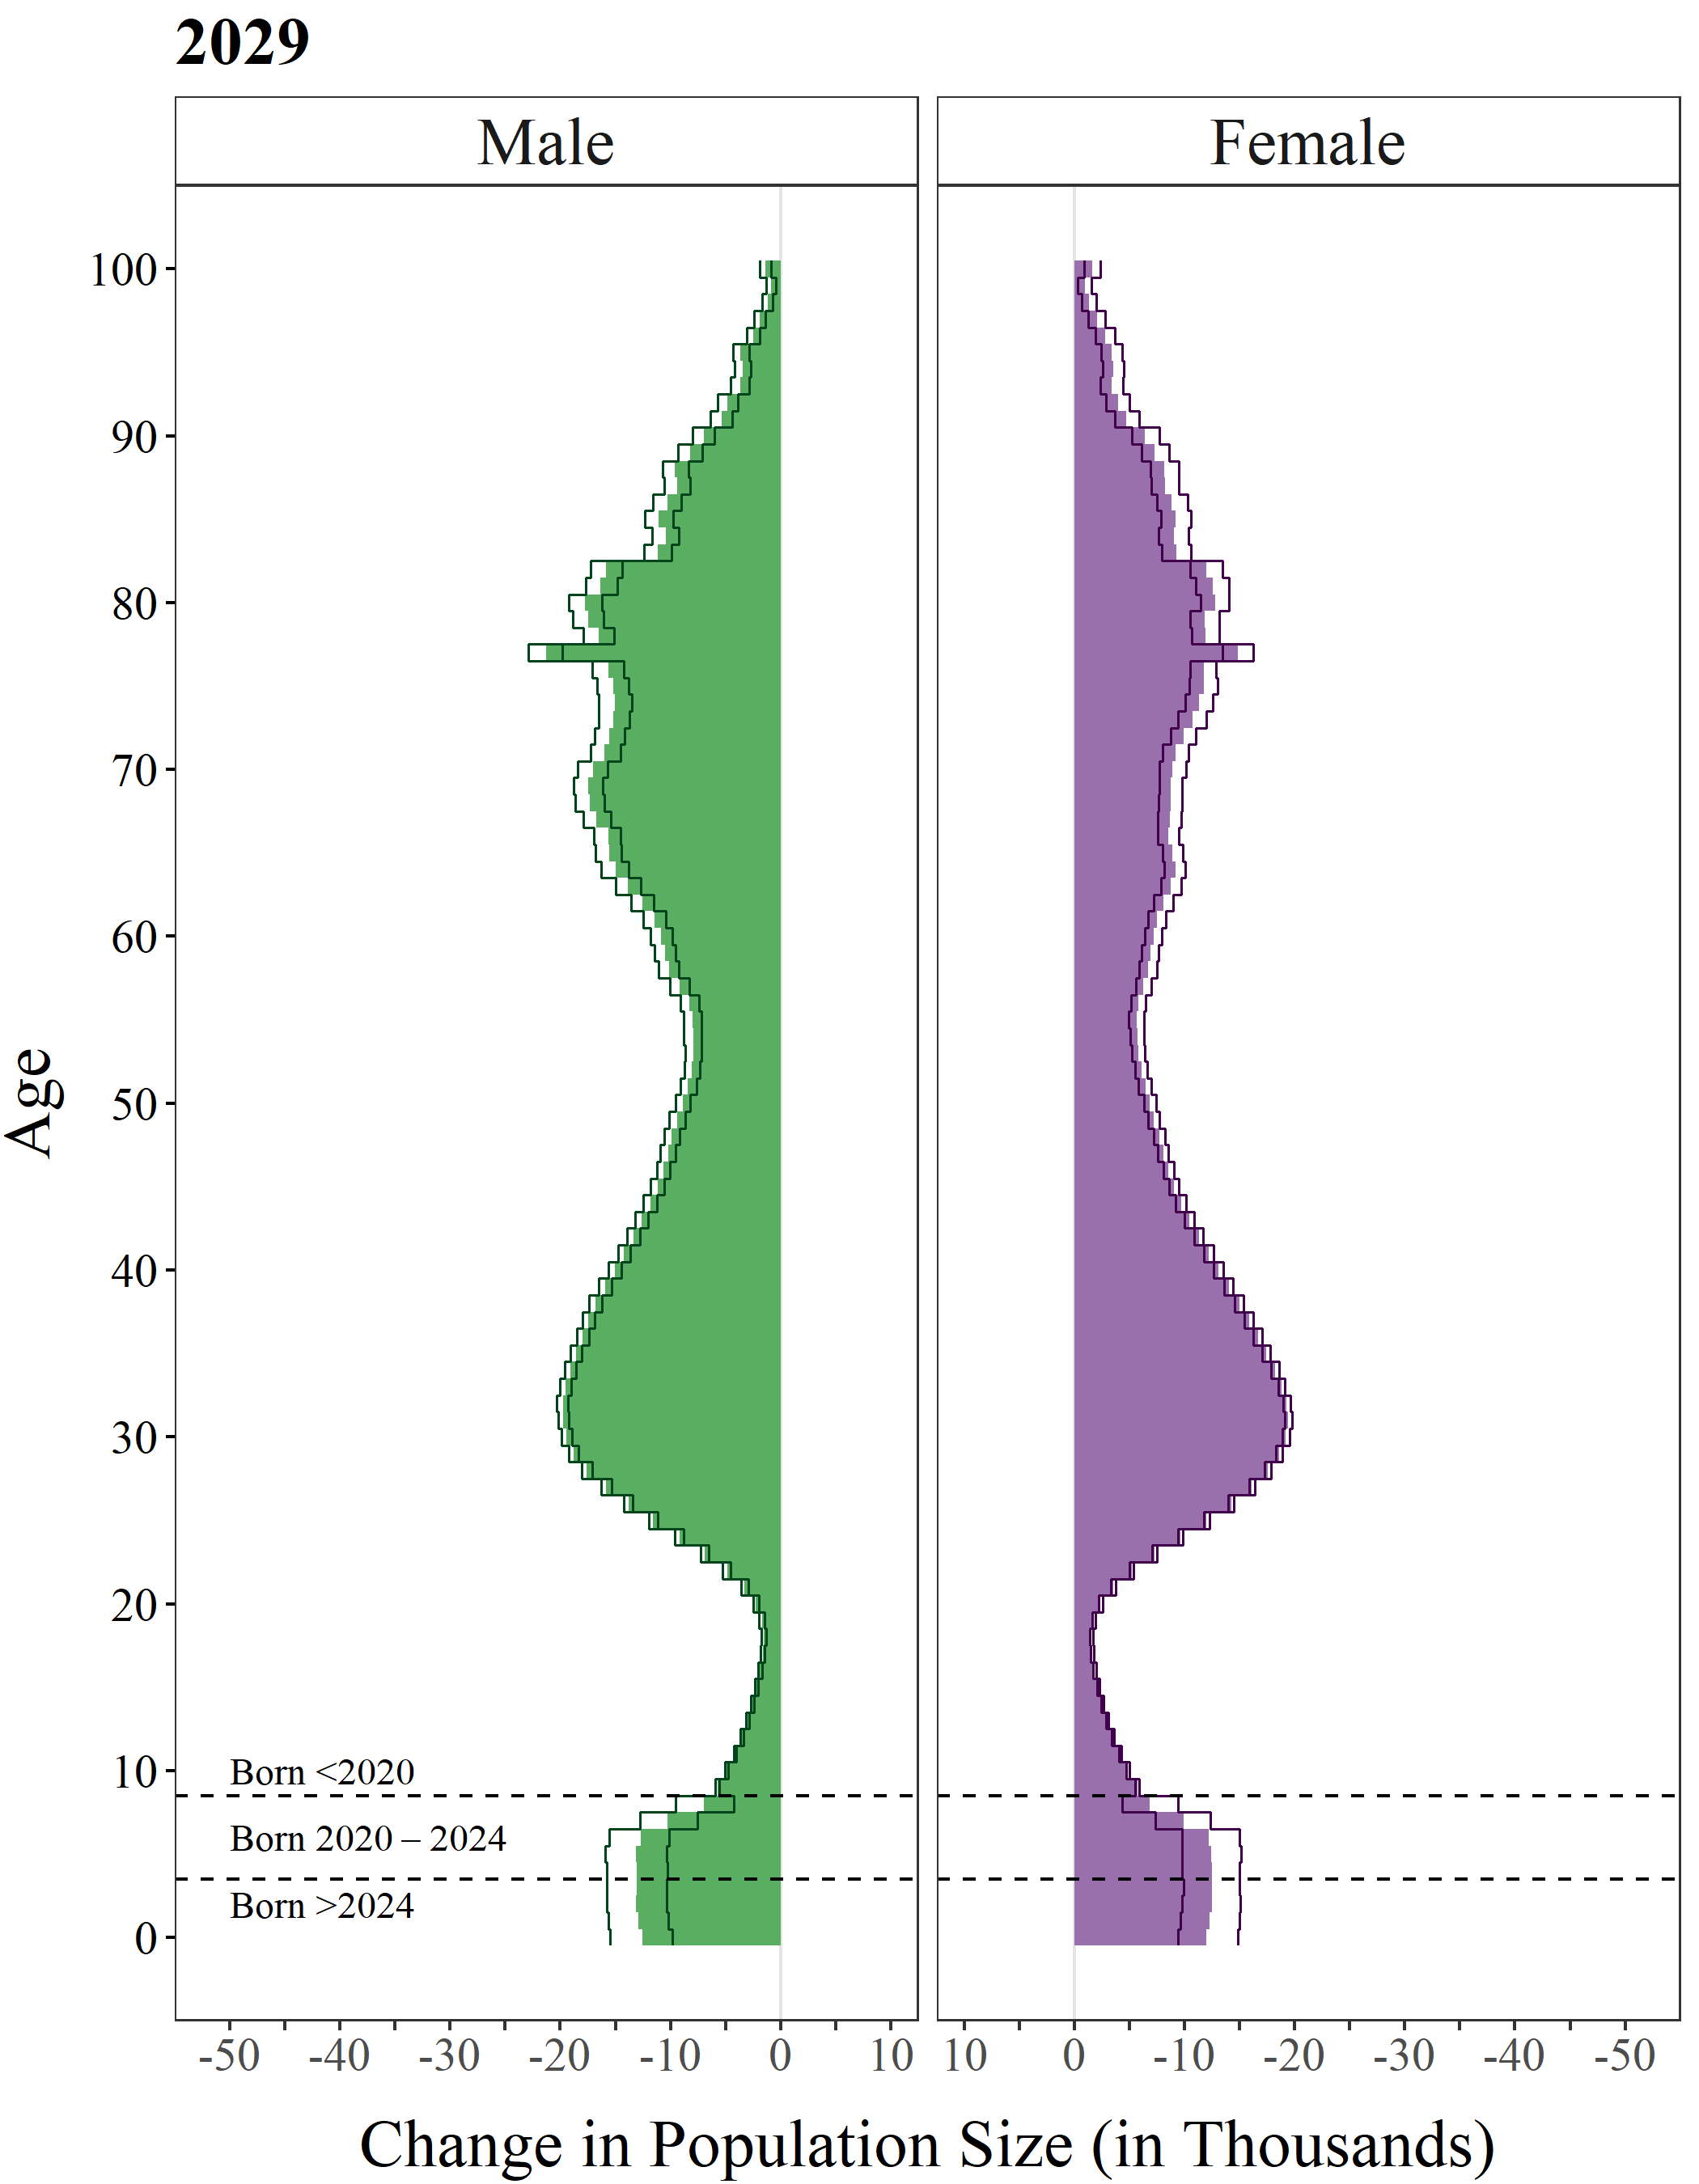 2029
Male
Female
100
90
80
70
60
50
40
30
20
10
0
Age
Born <2020
Born 2020 – 2024
Born >2024
-50 -40 -30 -20 -10 0 10
10 0 -10 -20 -30 -40 -50
Change in Population Size (in Thousands)